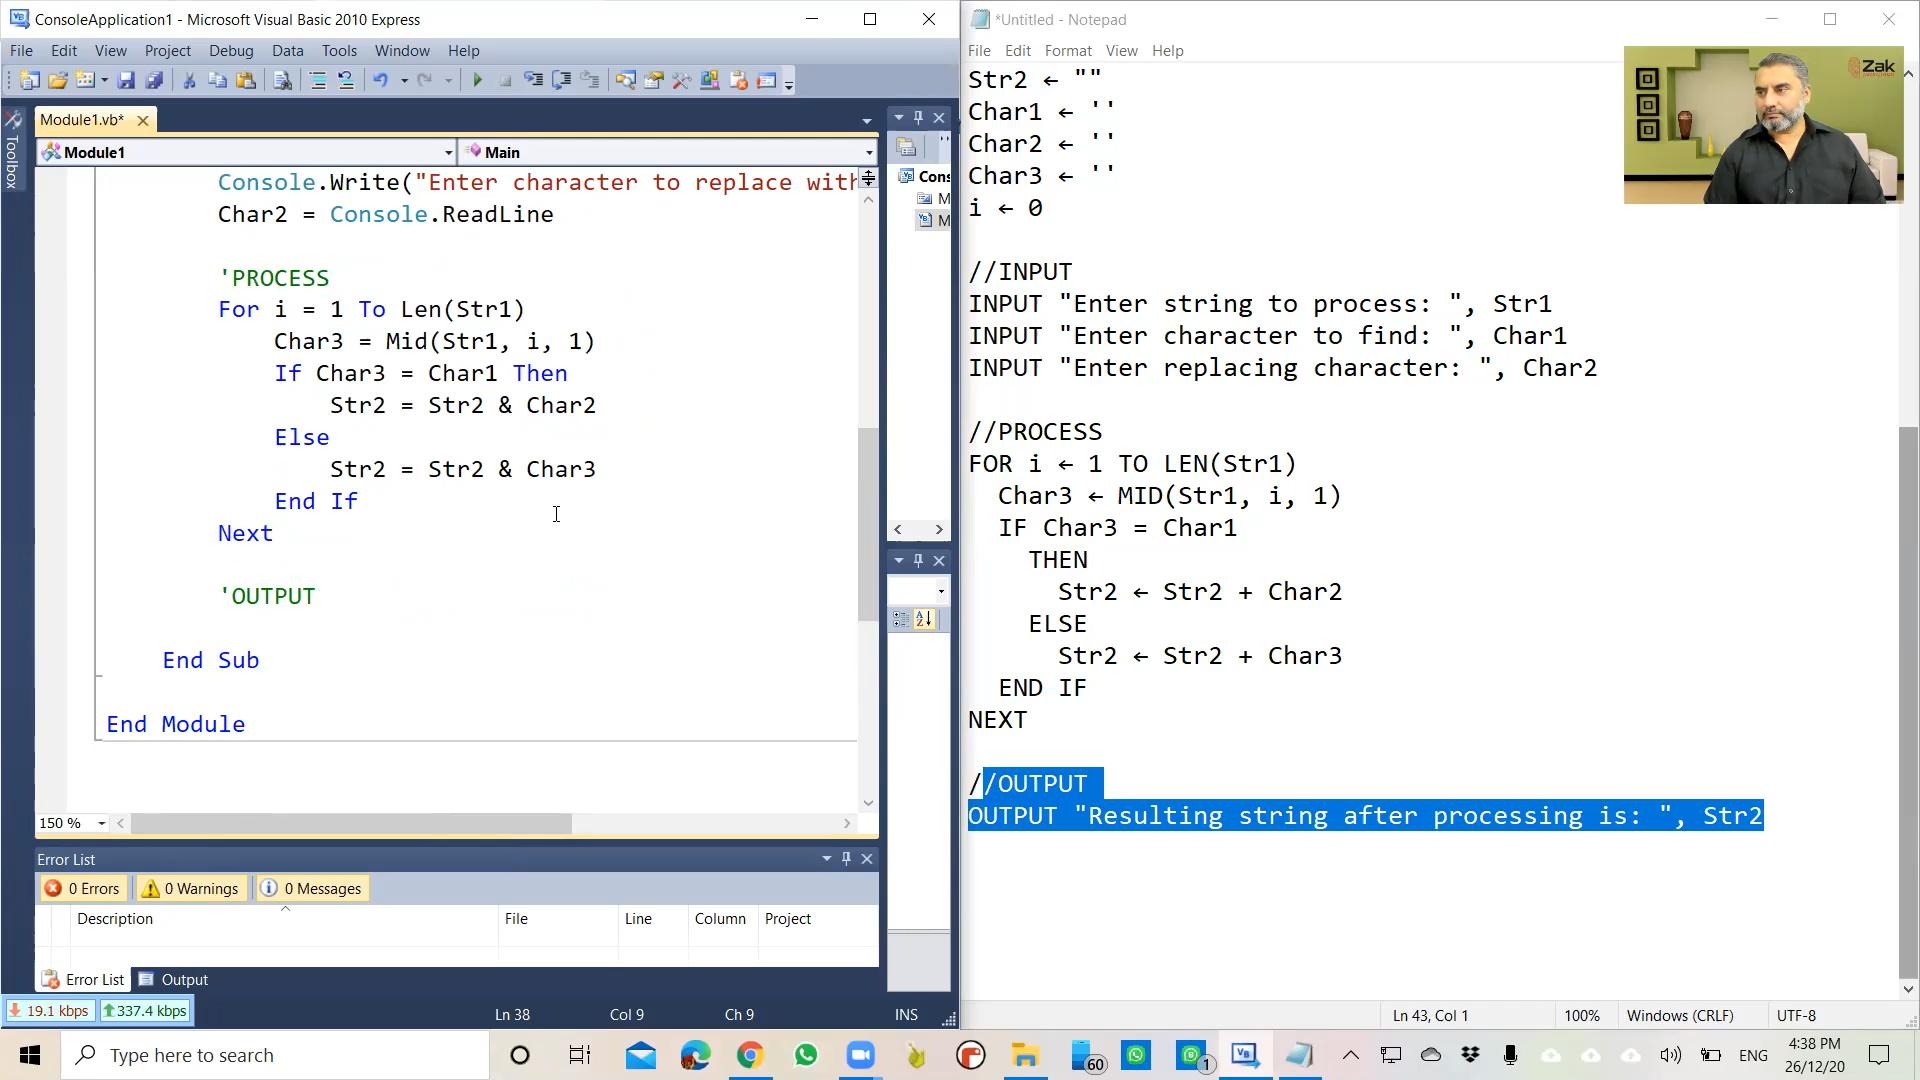 ConsoleApplication1 - Microsoft Visual Basic 2010 Express
File Edit View Project Debug Data Tools Window Help
Toolbox
Module1.vb*
Module1
Main
Console.Write("Enter character to replace with
Char2 = Console.ReadLine
'PROCESS
For i = 1 To Len(Str1)
Char3 = Mid(Str1, i, 1)
If Char3 = Char1 Then
Str2 = Str2 & Char2
Else
Str2 = Str2 & Char3
End If
Next
'OUTPUT
End Sub
End Module
150 %
Cons
M
M
Error List
0 Errors
0 Warnings
0 Messages
Description File Line Column Project
Error List
Output
19.1 kbps
337.4 kbps
Ln 38 Col 9 Ch 9 INS
*Untitled - Notepad
File Edit Format View Help
Str2 ← ""
Char1 ← ''
Char2 ← ''
Char3 ← ''
i ← 0
//INPUT
INPUT "Enter string to process: ", Str1
INPUT "Enter character to find: ", Char1
INPUT "Enter replacing character: ", Char2
//PROCESS
FOR i ← 1 TO LEN(Str1)
Char3 ← MID(Str1, i, 1)
IF Char3 = Char1
THEN
Str2 ← Str2 + Char2
ELSE
Str2 ← Str2 + Char3
END IF
NEXT
//OUTPUT
OUTPUT "Resulting string after processing is: ", Str2
Zak
Ln 43, Col 1 100% Windows (CRLF) UTF-8
Type here to search
60
1
ENG
4:38 PM
26/12/20